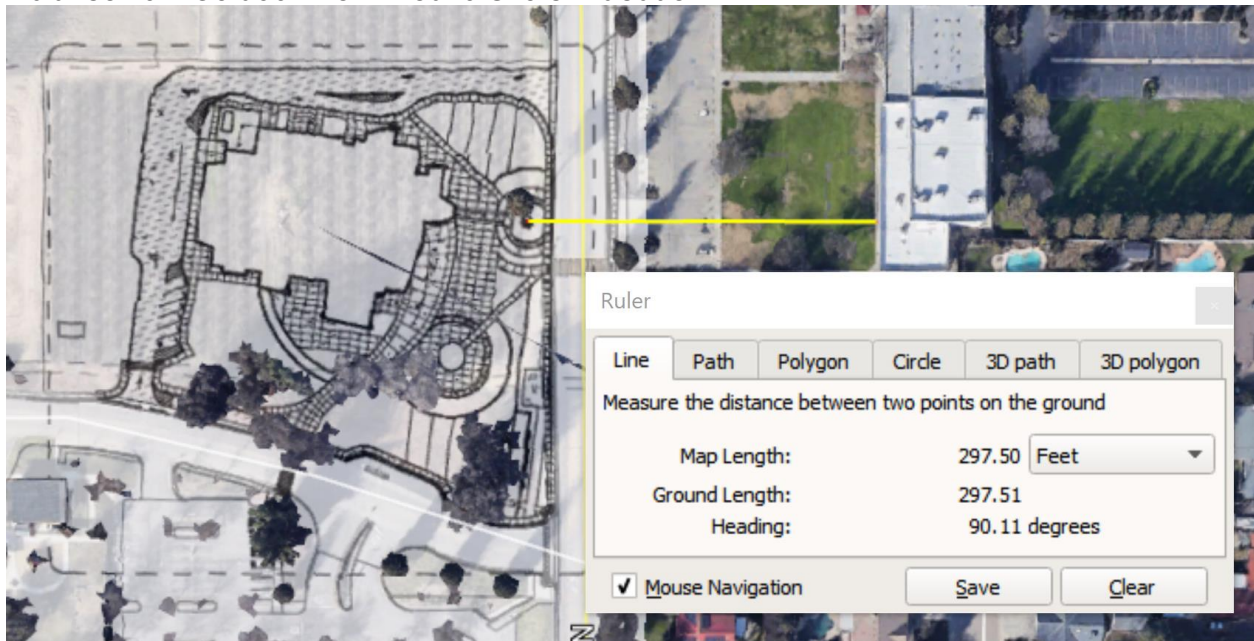 Ruler
Line Path Polygon Circle 3D path 3D polygon
Measure the distance between two points on the ground
Map Length: 297.50 Feet
Ground Length: 297.51
Heading: 90.11 degrees
Mouse Navigation Save Clear
N